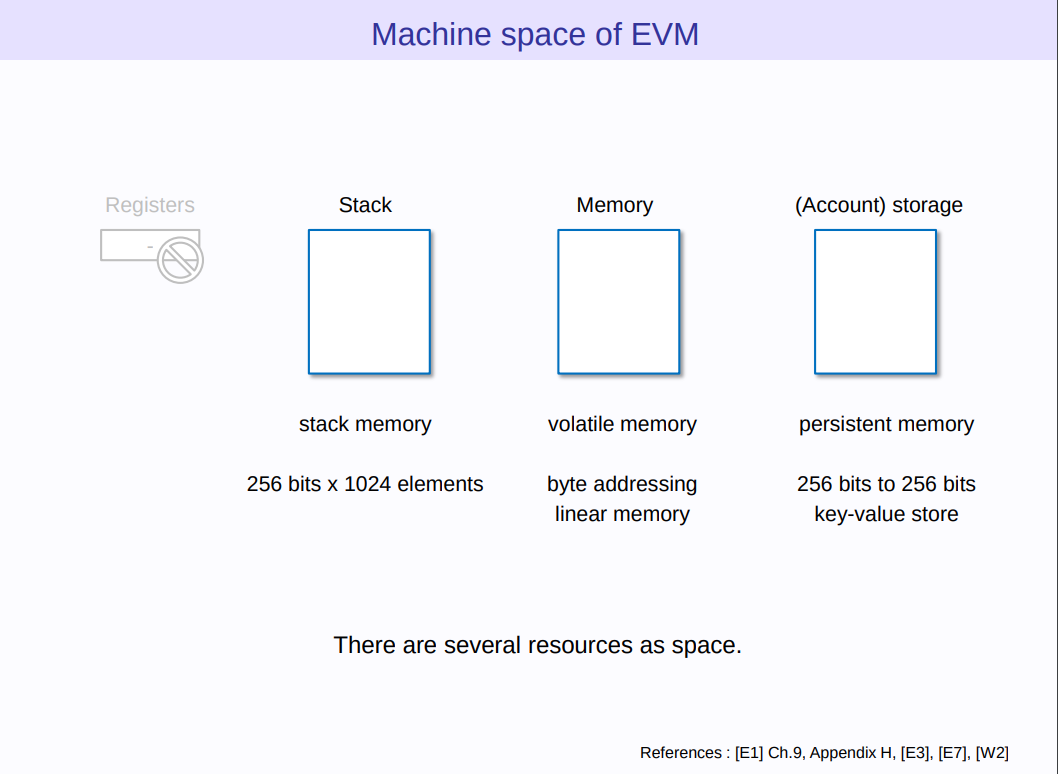 Machine space of EVM
Registers
-
Stack
Memory
(Account) storage
stack memory
volatile memory
persistent memory
256 bits x 1024 elements
byte addressing
linear memory
256 bits to 256 bits
key-value store
There are several resources as space.
References : [E1] Ch.9, Appendix H, [E3], [E7], [W2]